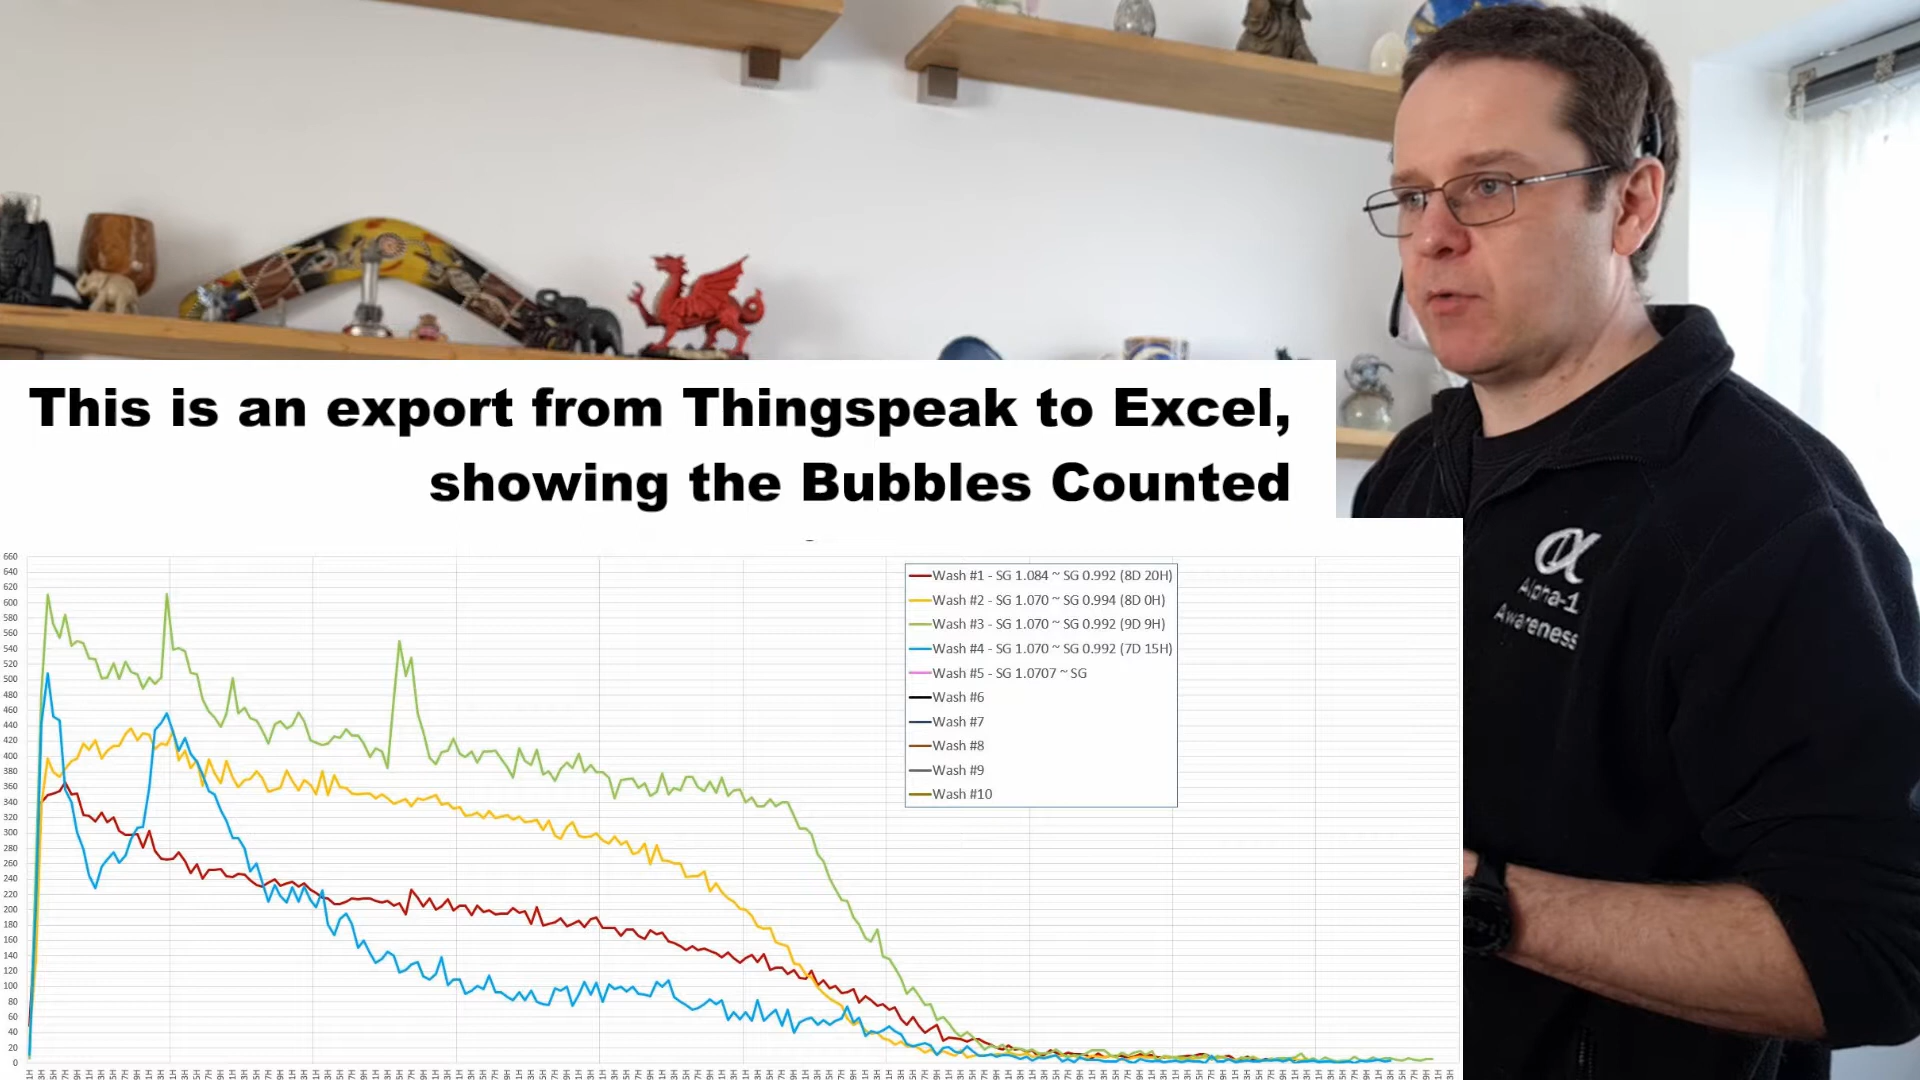 This is an export from Thingspeak to Excel,
showing the Bubbles Counted
Alpha-1
Awareness
660
640
620
600
580
560
540
520
500
480
460
440
420
400
380
360
340
320
300
280
260
240
220
200
180
160
140
120
100
80
60
40
20
0
Wash #1 - SG 1.084 ~ SG 0.992 (8D 20H)
Wash #2 - SG 1.070 ~ SG 0.994 (8D 0H)
Wash #3 - SG 1.070 ~ SG 0.992 (9D 9H)
Wash #4 - SG 1.070 ~ SG 0.992 (7D 15H)
Wash #5 - SG 1.0707 ~ SG
Wash #6
Wash #7
Wash #8
Wash #9
Wash #10